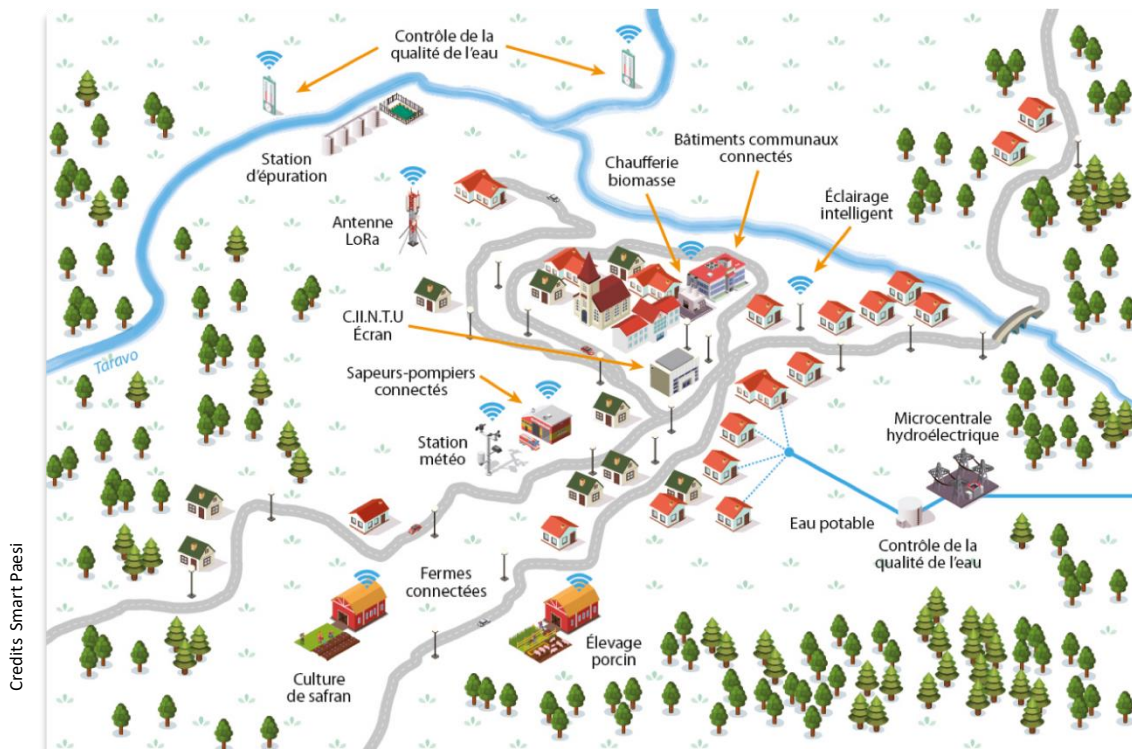 Contrôle de la
qualité de l'eau
Bâtiments communaux
connectés
Chaufferie
biomasse
Station
d'épuration
Éclairage
intelligent
Antenne
LoRa
C.I.I.N.T.U
Écran
Taravo
Sapeurs-pompiers
connectés
Microcentrale
hydroélectrique
Station
météo
Eau potable
Contrôle de la
qualité de l'eau
Fermes
connectées
Élevage
porcin
Culture
de safran
Credits Smart Paesi